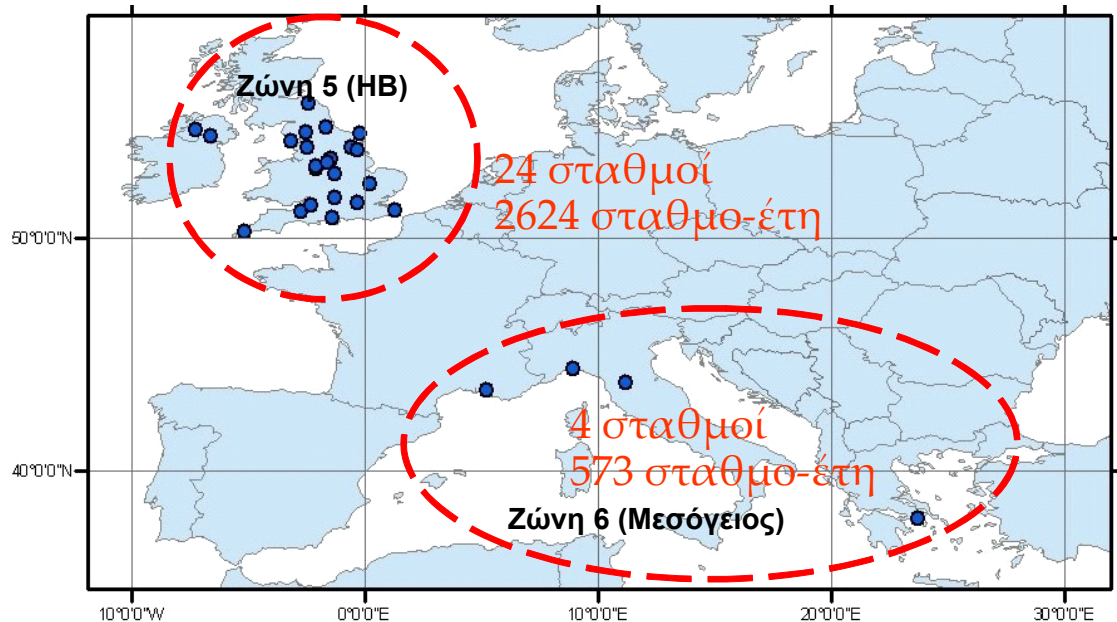 Ζώνη 5 (ΗΒ)
24 σταθμοί
2624 σταθμο-έτη
50°0'0"N
4 σταθμοί
573 σταθμο-έτη
40°0'0"N
Ζώνη 6 (Μεσόγειος)
10°0'0"W 0°0'0"E 10°0'0"E 20°0'0"E 30°0'0"E